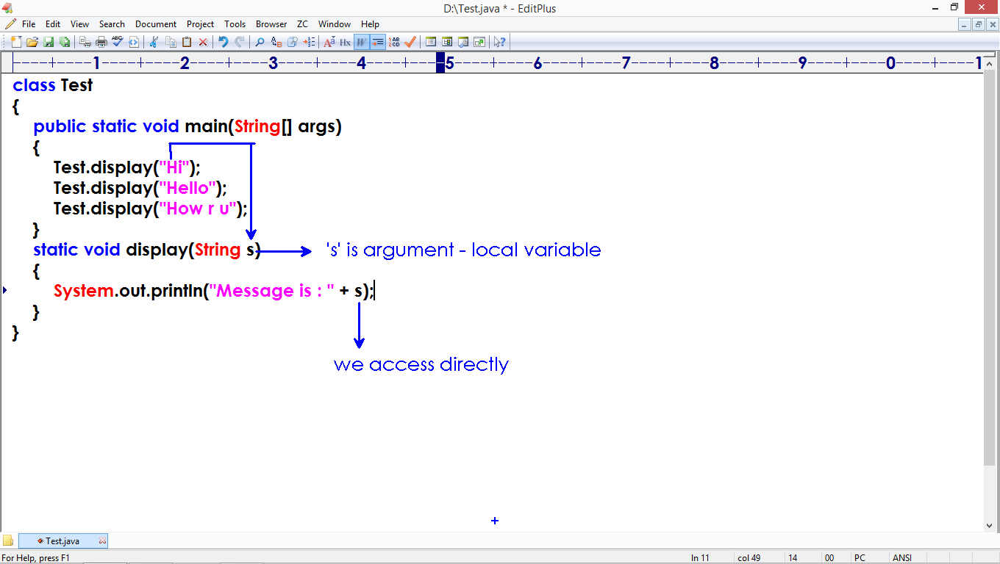 D:\Test.java * - EditPlus
File Edit View Search Document Project Tools Browser ZC Window Help
----+----1----+----2----+----3----+----4----+----5----+----6----+----7----+----8----+----9----+----0----+----1
class Test
{
public static void main(String[] args)
{
Test.display("Hi");
Test.display("Hello");
Test.display("How r u");
}
static void display(String s) 's' is argument - local variable
{
System.out.println("Message is : " + s);
}
}
we access directly
Test.java
For Help, press F1 ln 11 col 49 14 00 PC ANSI